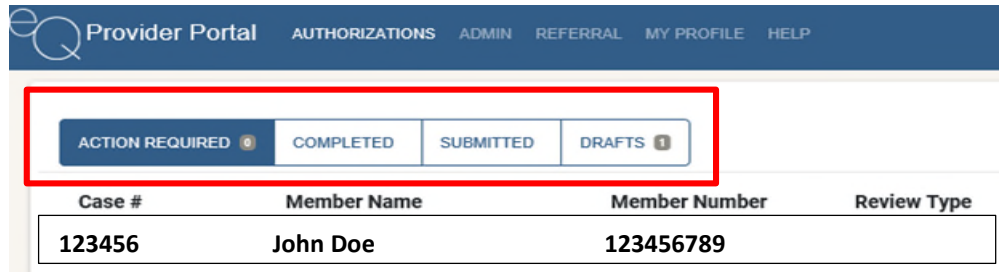 eQ Provider Portal AUTHORIZATIONS ADMIN REFERRAL MY PROFILE HELP
ACTION REQUIRED 0 COMPLETED SUBMITTED DRAFTS 1
Case # Member Name Member Number Review Type
123456 John Doe 123456789